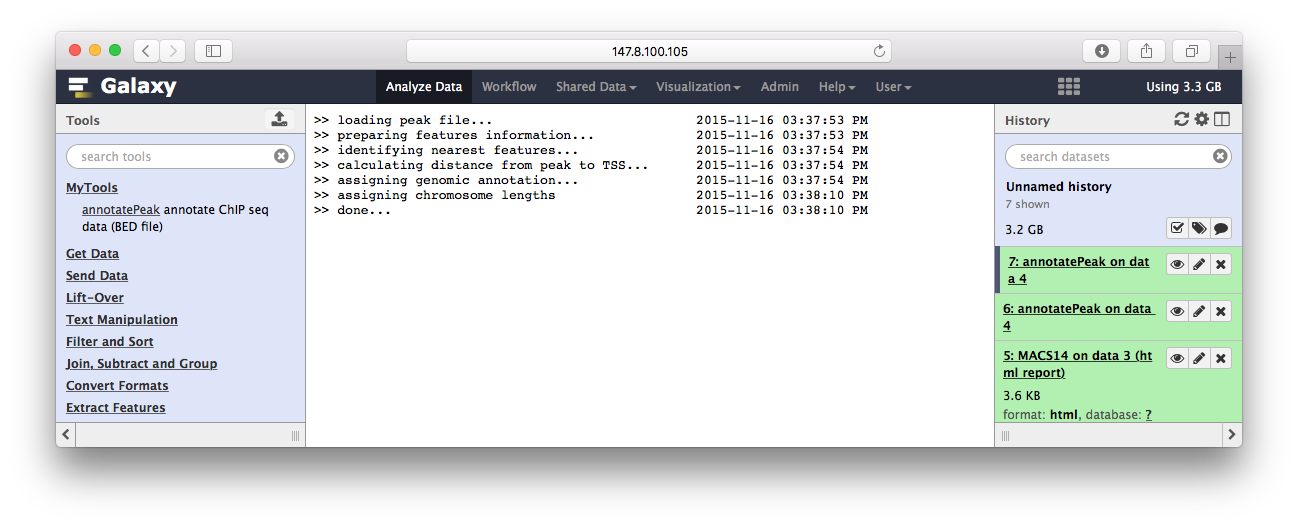 147.8.100.105
Galaxy
Analyze Data Workflow Shared Data Visualization Admin Help User Using 3.3 GB
Tools
search tools
MyTools
annotatePeak annotate ChIP seq
data (BED file)
Get Data
Send Data
Lift-Over
Text Manipulation
Filter and Sort
Join, Subtract and Group
Convert Formats
Extract Features
>> loading peak file... 2015-11-16 03:37:53 PM
>> preparing features information... 2015-11-16 03:37:53 PM
>> identifying nearest features... 2015-11-16 03:37:54 PM
>> calculating distance from peak to TSS... 2015-11-16 03:37:54 PM
>> assigning genomic annotation... 2015-11-16 03:37:54 PM
>> assigning chromosome lengths 2015-11-16 03:38:10 PM
>> done... 2015-11-16 03:38:10 PM
History
search datasets
Unnamed history
7 shown
3.2 GB
7: annotatePeak on dat
a 4
6: annotatePeak on data
4
5: MACS14 on data 3 (ht
ml report)
3.6 KB
format: html, database: ?